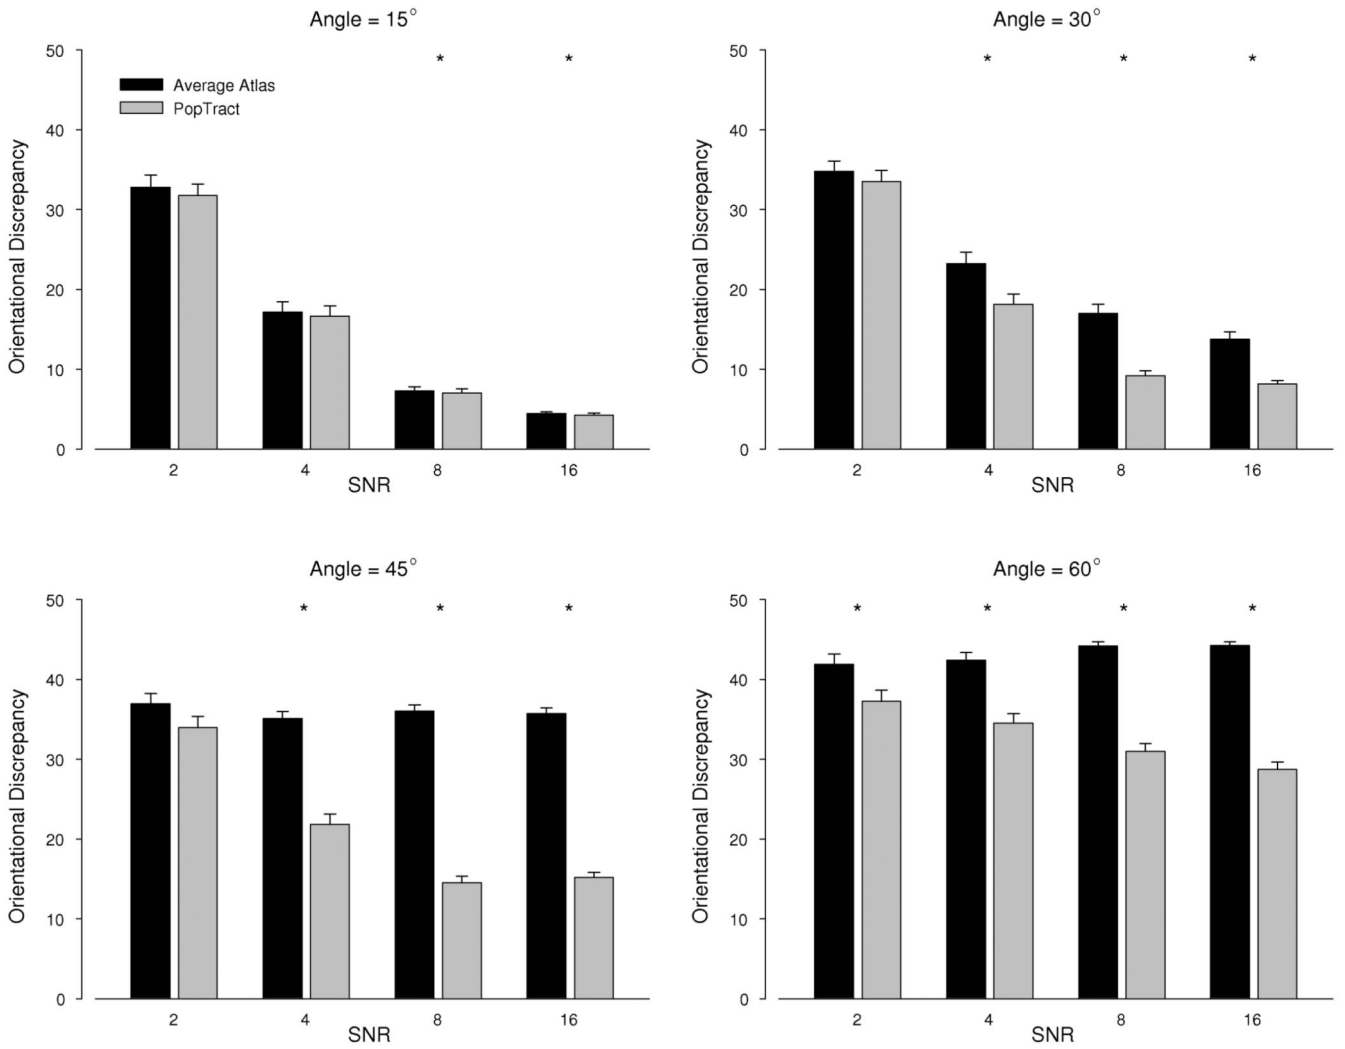 Angle = 15°
50
40
30
20
10
0
Orientational Discrepancy
* *
Average Atlas
PopTract
2 4 8 16
SNR
Angle = 30°
50
40
30
20
10
0
Orientational Discrepancy
* * *
2 4 8 16
SNR
Angle = 45°
50
40
30
20
10
0
Orientational Discrepancy
* * *
2 4 8 16
SNR
Angle = 60°
50
40
30
20
10
0
Orientational Discrepancy
* * * *
2 4 8 16
SNR